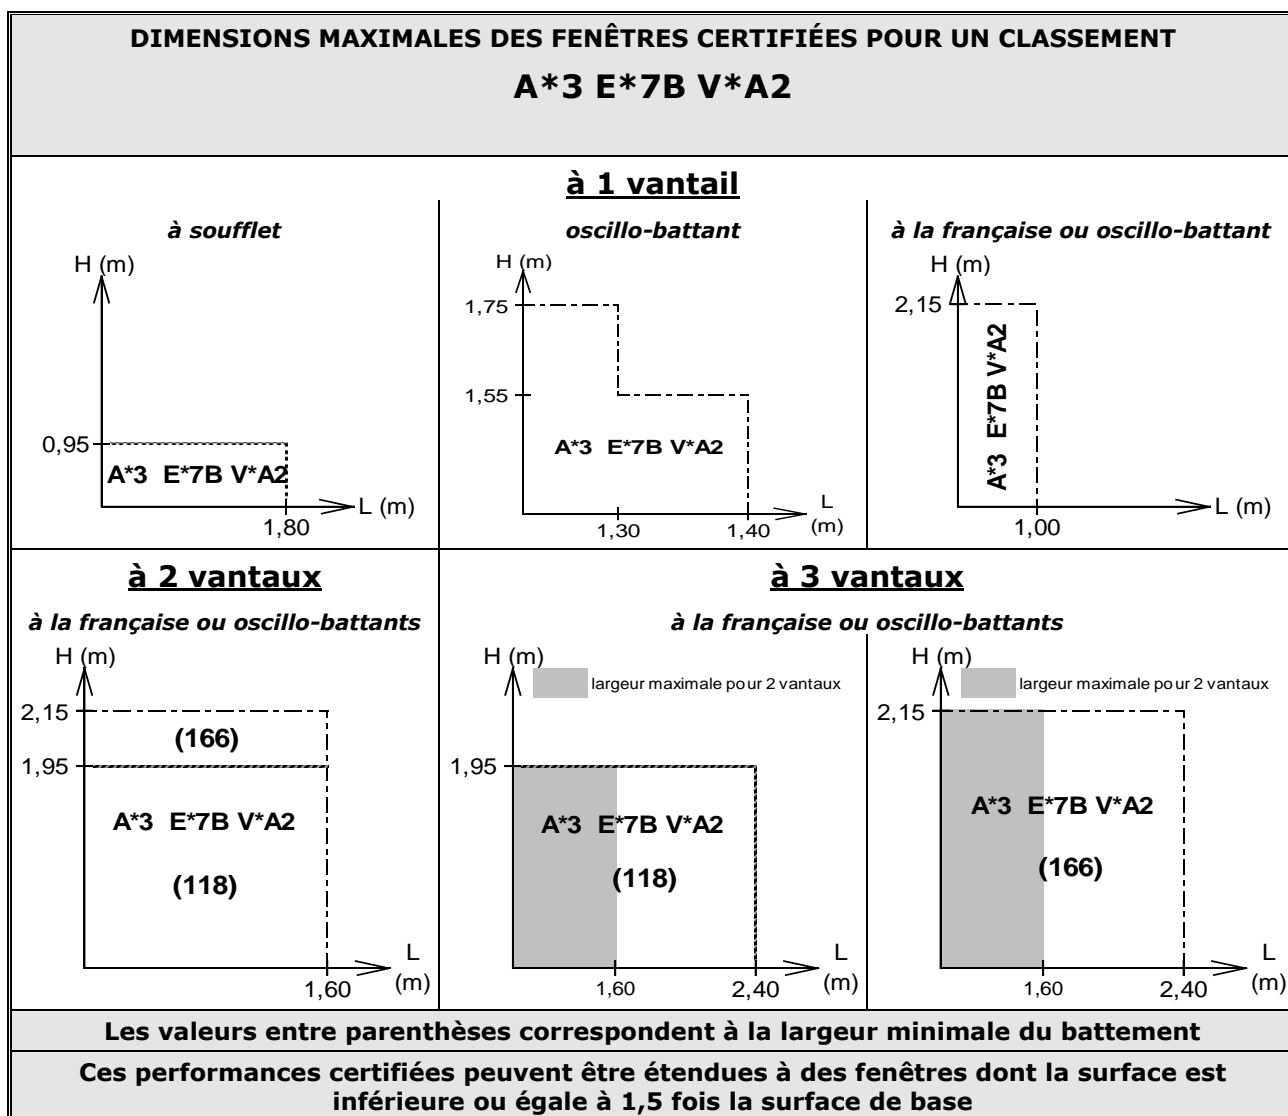 DIMENSIONS MAXIMALES DES FENÊTRES CERTIFIÉES POUR UN CLASSEMENT
A*3 E*7B V*A2
à 1 vantail
à soufflet
H (m)
0,95
A*3 E*7B V*A2
L (m)
1,80
oscillo-battant
H (m)
1,75
1,55
A*3 E*7B V*A2
L
(m)
1,30
1,40
à la française ou oscillo-battant
H (m)
2,15
A*3 E*7B V*A2
L (m)
1,00
à 2 vantaux
à la française ou oscillo-battants
H (m)
2,15
(166)
1,95
A*3 E*7B V*A2
(118)
L
(m)
1,60
à 3 vantaux
à la française ou oscillo-battants
H (m)
largeur maximale pour 2 vantaux
1,95
A*3 E*7B V*A2
(118)
L
(m)
1,60
2,40
H (m)
largeur maximale pour 2 vantaux
2,15
A*3 E*7B V*A2
(166)
L
(m)
1,60
2,40
Les valeurs entre parenthèses correspondent à la largeur minimale du battement
Ces performances certifiées peuvent être étendues à des fenêtres dont la surface est
inférieure ou égale à 1,5 fois la surface de base